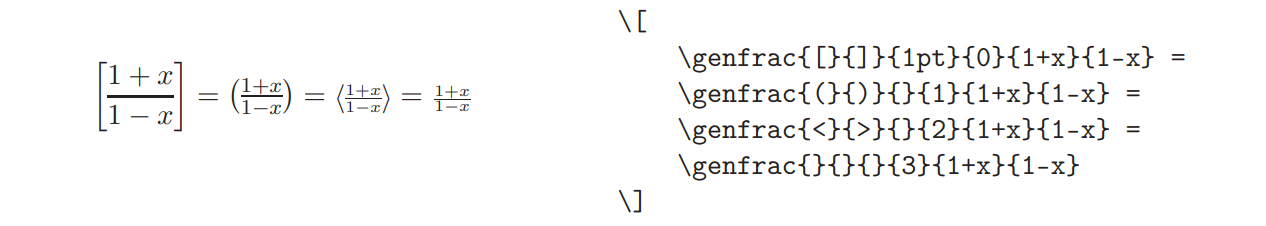 [1 + x / 1 − x] = (1+x / 1−x) = ⟨1+x / 1−x⟩ = 1+x / 1−x
\[
\genfrac{[}{]}{1pt}{0}{1+x}{1-x} =
\genfrac{(}{)}{}{1}{1+x}{1-x} =
\genfrac{<}{>}{}{2}{1+x}{1-x} =
\genfrac{}{}{}{3}{1+x}{1-x}
\]